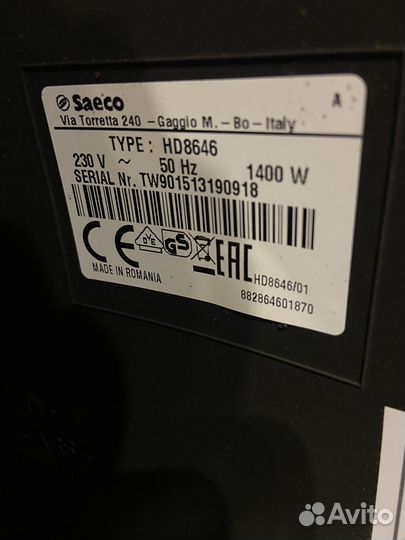 Saeco A
Via Torretta 240 - Gaggio M. - Bo - Italy
TYPE : HD8646
230 V ~ 50 Hz 1400 W
SERIAL Nr. TW901513190918
CE GS EAC
HD8646/01
MADE IN ROMANIA
882864601870
Avito